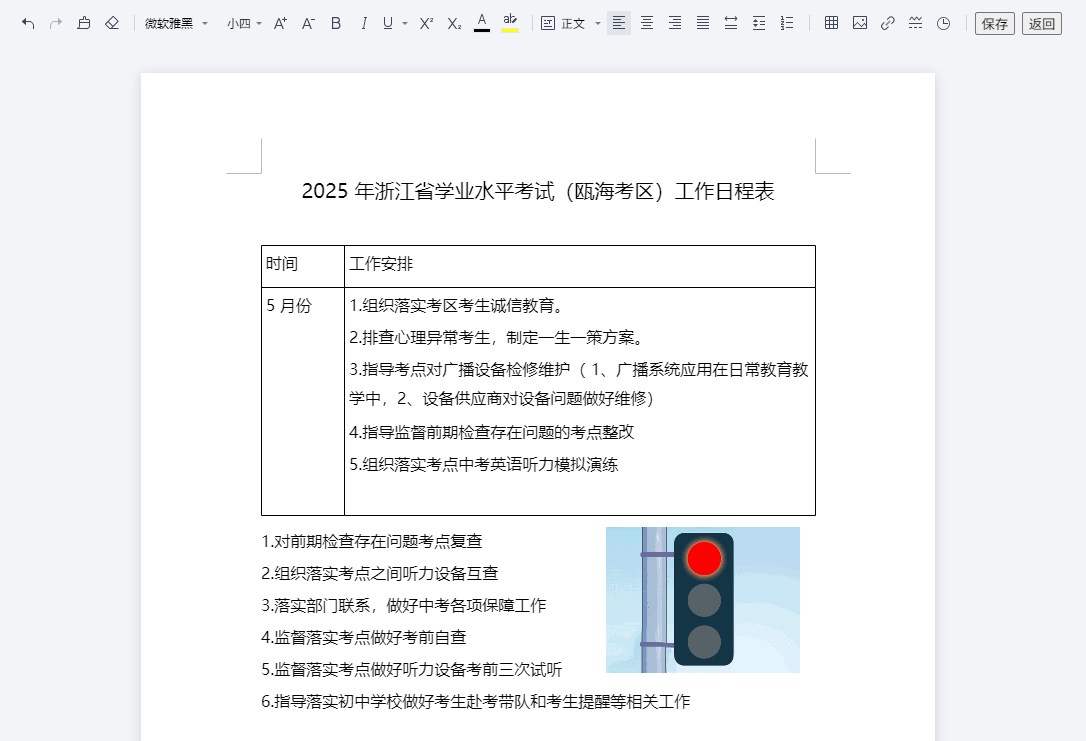 微软雅黑 小四 A+ A- B I U X² X₂ A ab 正文 保存 返回
2025 年浙江省学业水平考试（瓯海考区）工作日程表
时间 工作安排
5 月份 1.组织落实考区考生诚信教育。
2.排查心理异常考生，制定一生一策方案。
3.指导考点对广播设备检修维护（ 1、广播系统应用在日常教育教
学中，2、设备供应商对设备问题做好维修）
4.指导监督前期检查存在问题的考点整改
5.组织落实考点中考英语听力模拟演练
1.对前期检查存在问题考点复查
2.组织落实考点之间听力设备互查
3.落实部门联系，做好中考各项保障工作
4.监督落实考点做好考前自查
5.监督落实考点做好听力设备考前三次试听
6.指导落实初中学校做好考生赴考带队和考生提醒等相关工作